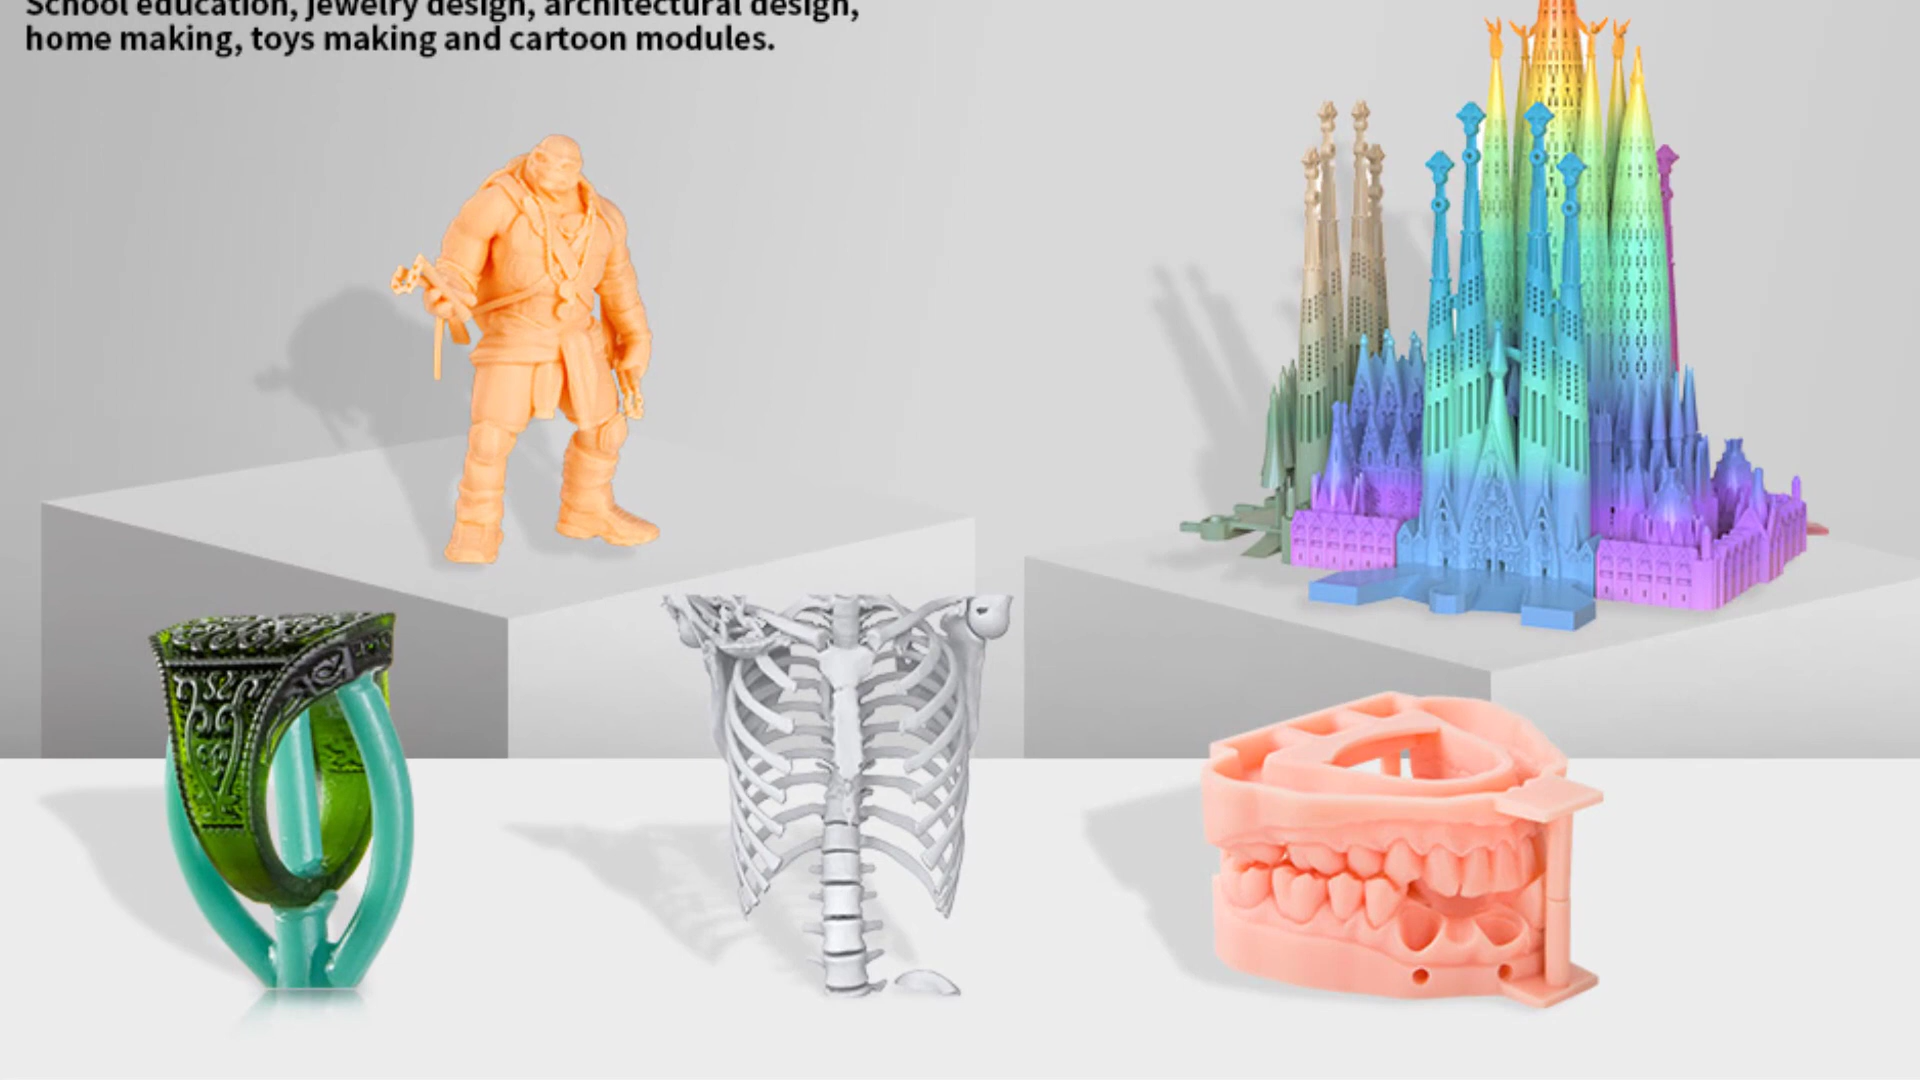 School education, jewelry design, architectural design,
home making, toys making and cartoon modules.